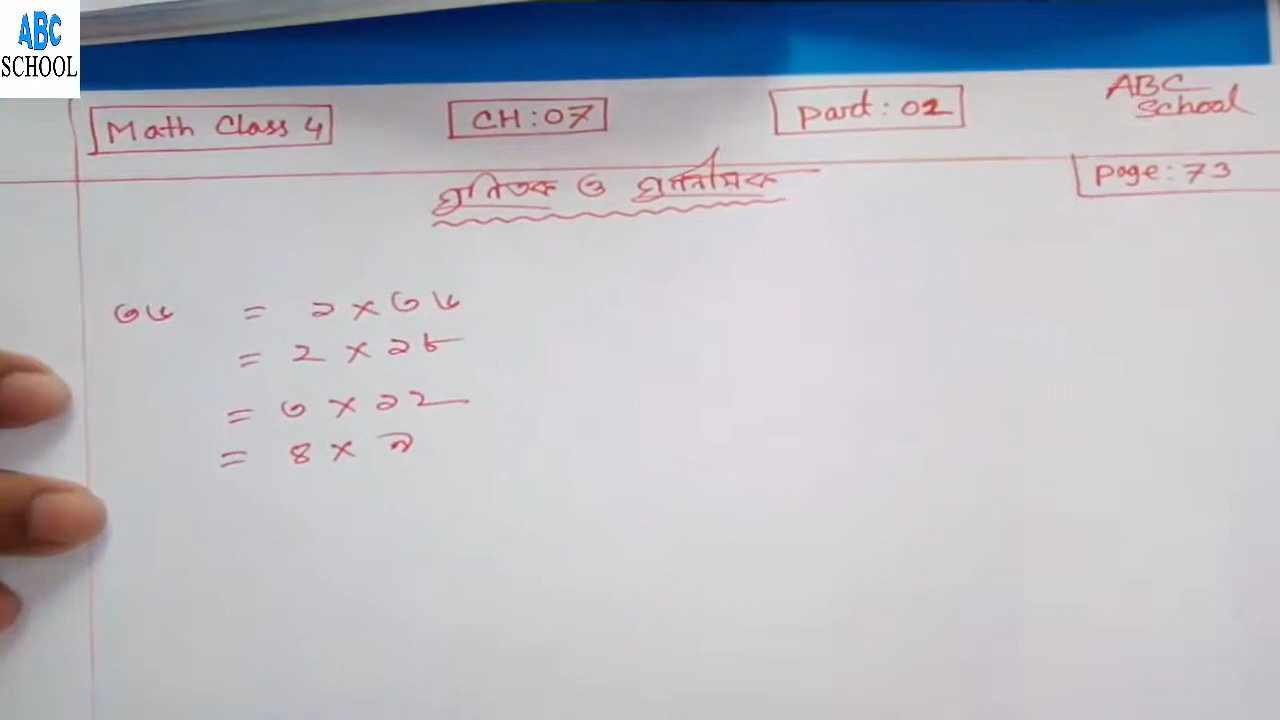 ABC
SCHOOL
Math Class 4
CH:07
Part: 02
ABC
School
Page: 73
গুণিতক ও গুণনীয়ক
৩৬ = ১ × ৩৬
= ২ × ১৮
= ৩ × ১২
= ৪ × ৯